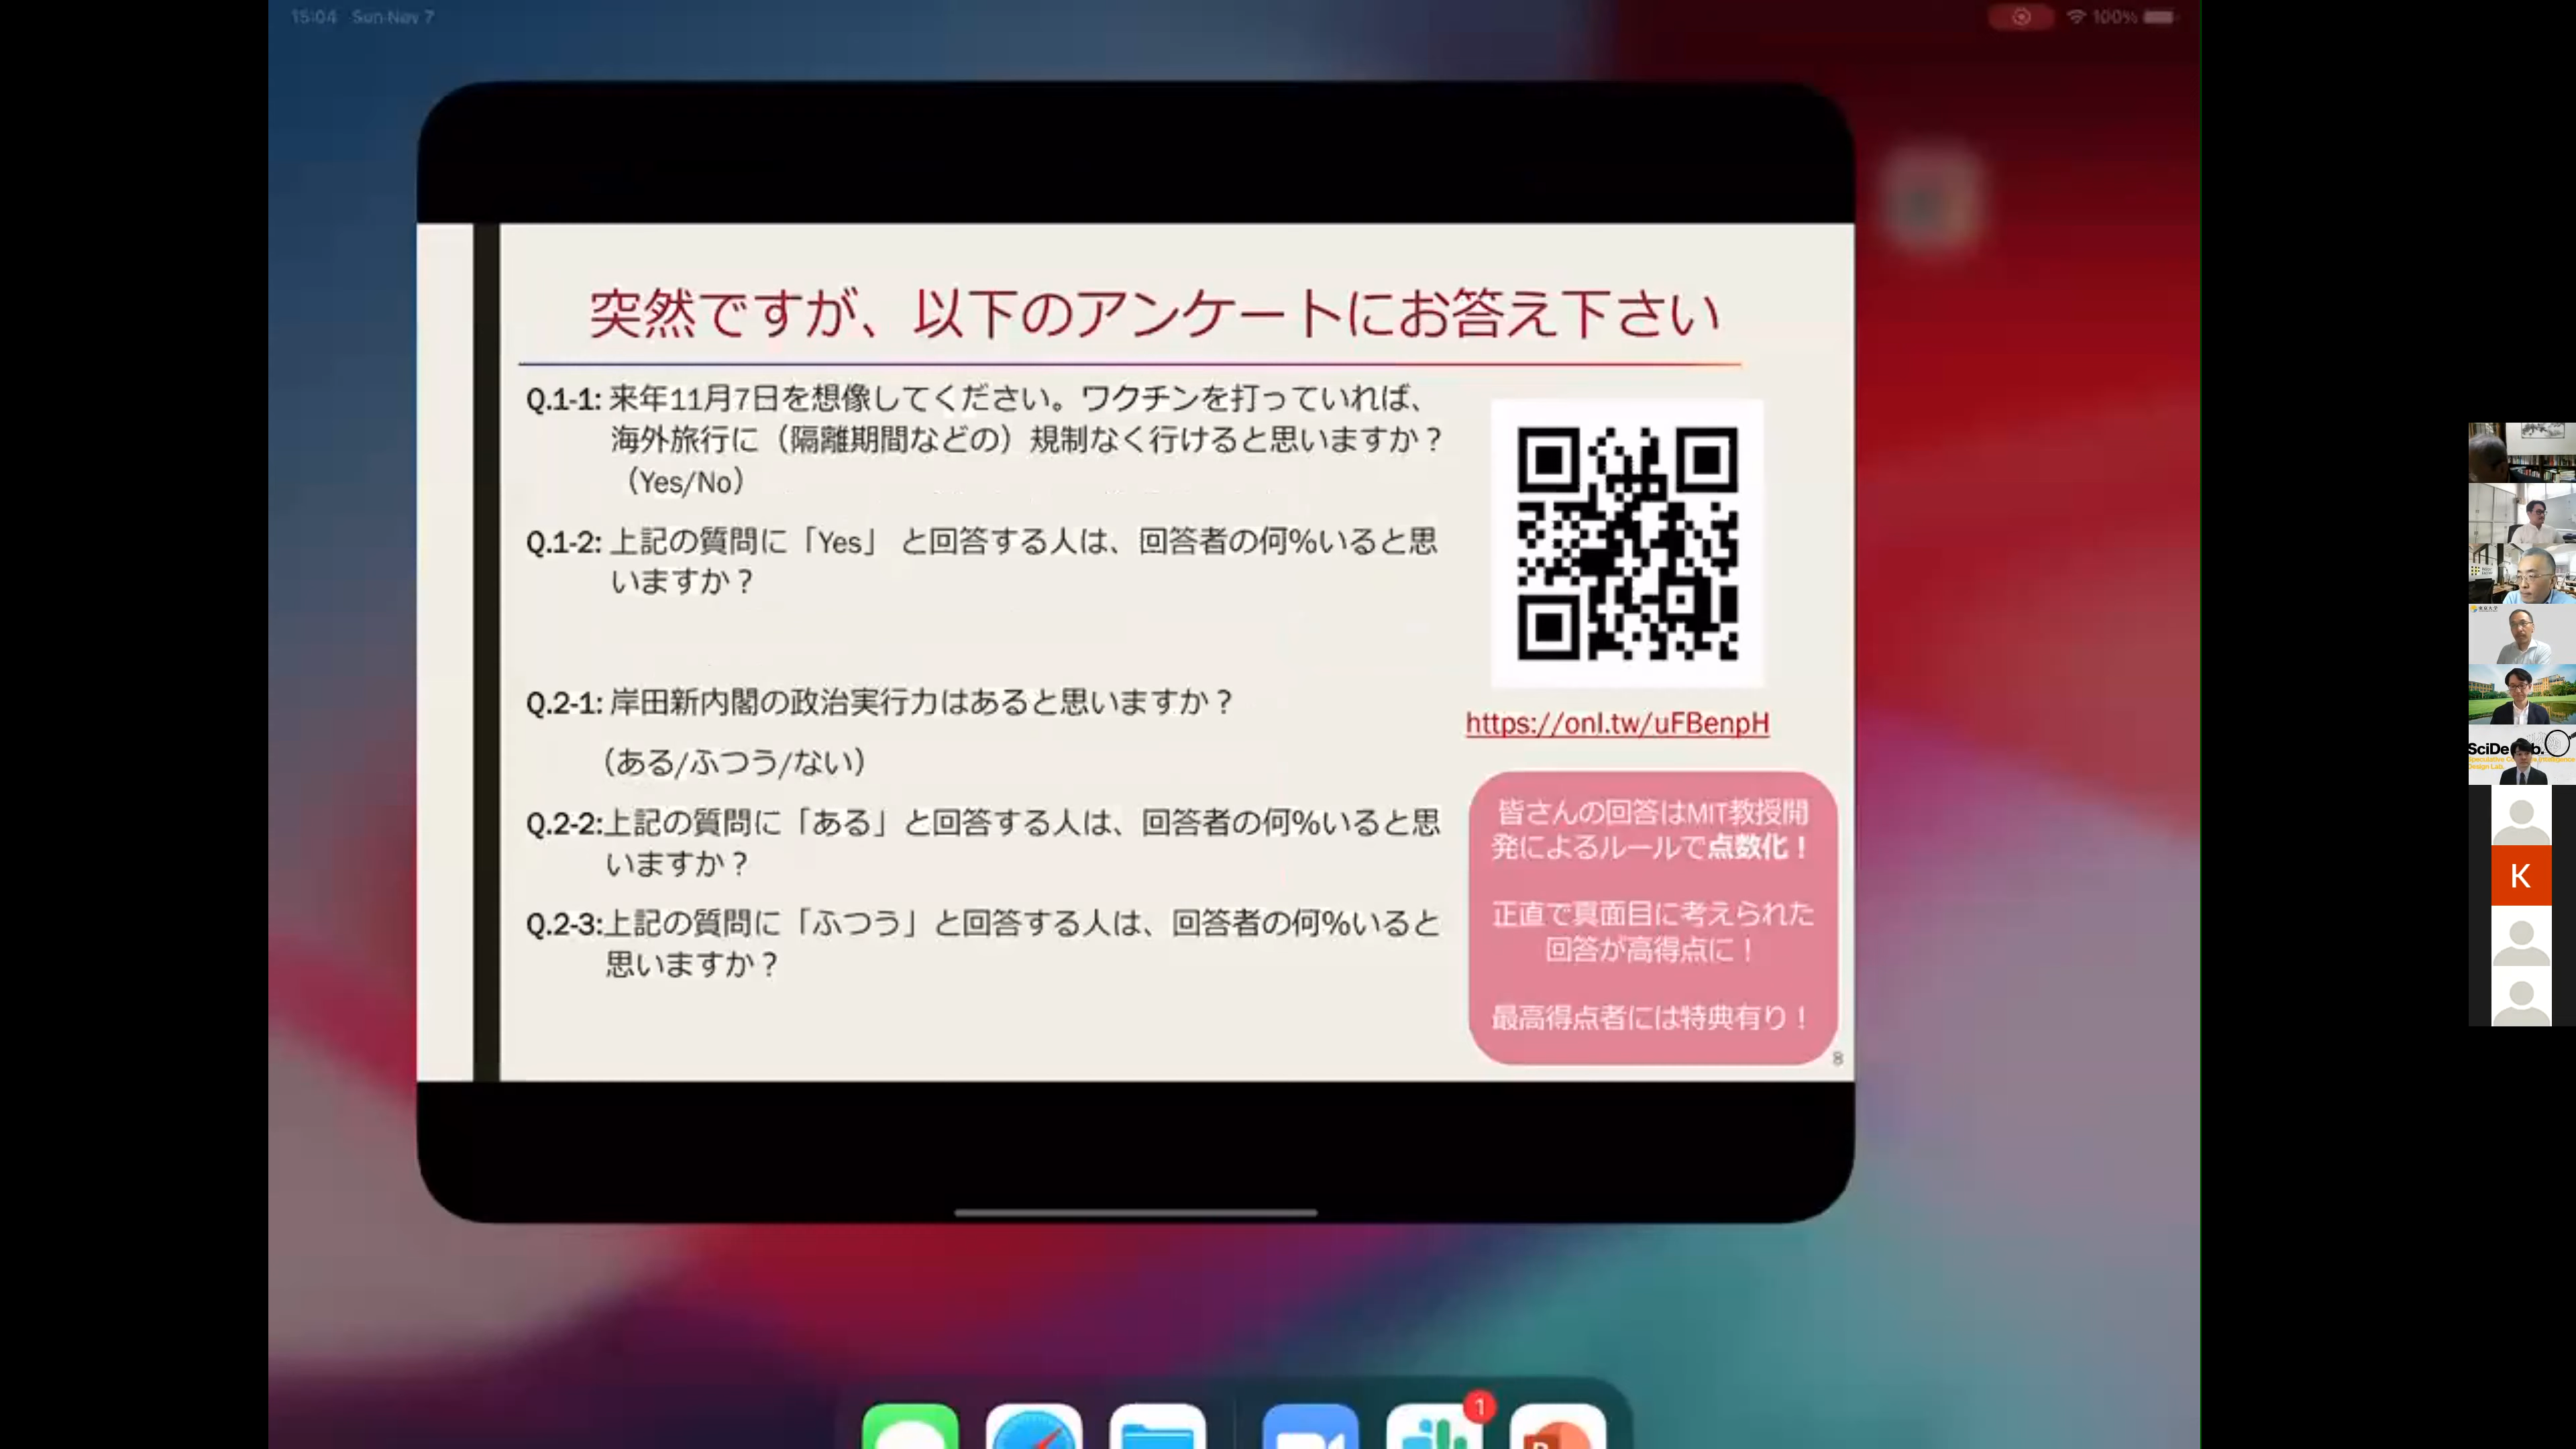 15:04 Sun Nov 7
100%
突然ですが、以下のアンケートにお答え下さい
Q.1-1: 来年11月7日を想像してください。ワクチンを打っていれば、
海外旅行に（隔離期間などの）規制なく行けると思いますか？
（Yes/No）
Q.1-2: 上記の質問に「Yes」 と回答する人は、回答者の何%いると思
いますか？
Q.2-1: 岸田新内閣の政治実行力はあると思いますか？
（ある/ふつう/ない）
Q.2-2:上記の質問に「ある」と回答する人は、回答者の何%いると思
いますか？
Q.2-3:上記の質問に「ふつう」と回答する人は、回答者の何%いると
思いますか？
https://onl.tw/uFBenpH
皆さんの回答はMIT教授開
発によるルールで点数化！
正直で真面目に考えられた
回答が高得点に！
最高得点者には特典有り！
8
1
東京大学
SciDe
b.
Design Lab.
K